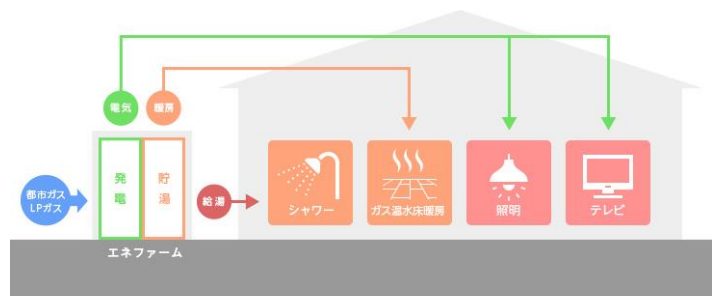 電気
暖房
都市ガス
LPガス
発電
貯湯
給湯
シャワー
ガス温水床暖房
照明
テレビ
エネファーム